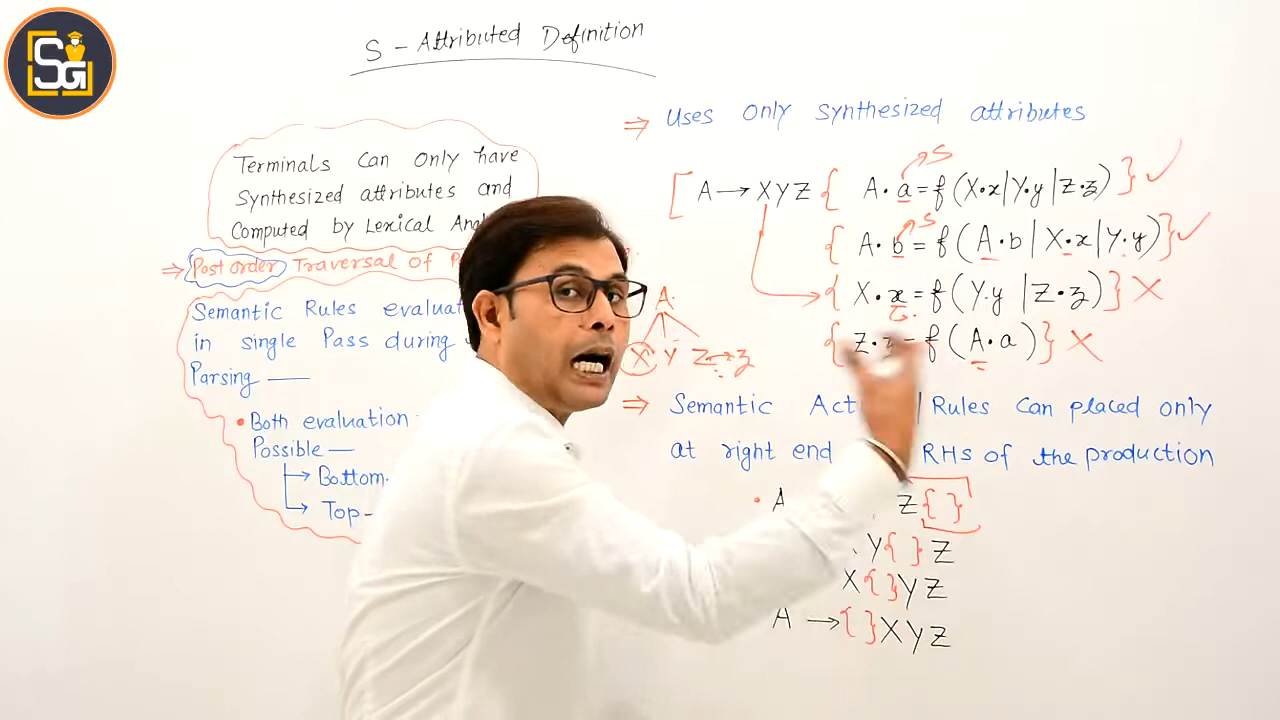 SG
S - Attributed Definition
Terminals Can only have
Synthesized attributes and
Computed by Lexical
⇒ Post order Traversal of
Semantic Rules
in single Pass during
Parsing —
• Both evaluation
Possible —
→ Bottom-
→ Top-
A
X Y Z → z
⇒ Uses only synthesized attributes
[ A → XYZ { A·a = f(X·x|Y·y|Z·z) } ✓
S
{ A·b = f(A·b | X·x | Y·y) } ✓
S
{ X·x = f(Y·y | Z·z) } X
{ Z·z = f(A·a) } X
⇒ Semantic | Rules Can placed only
at right end RHS of the production
• A Z { }
Y { } Z
X { } Y Z
A → { } X Y Z